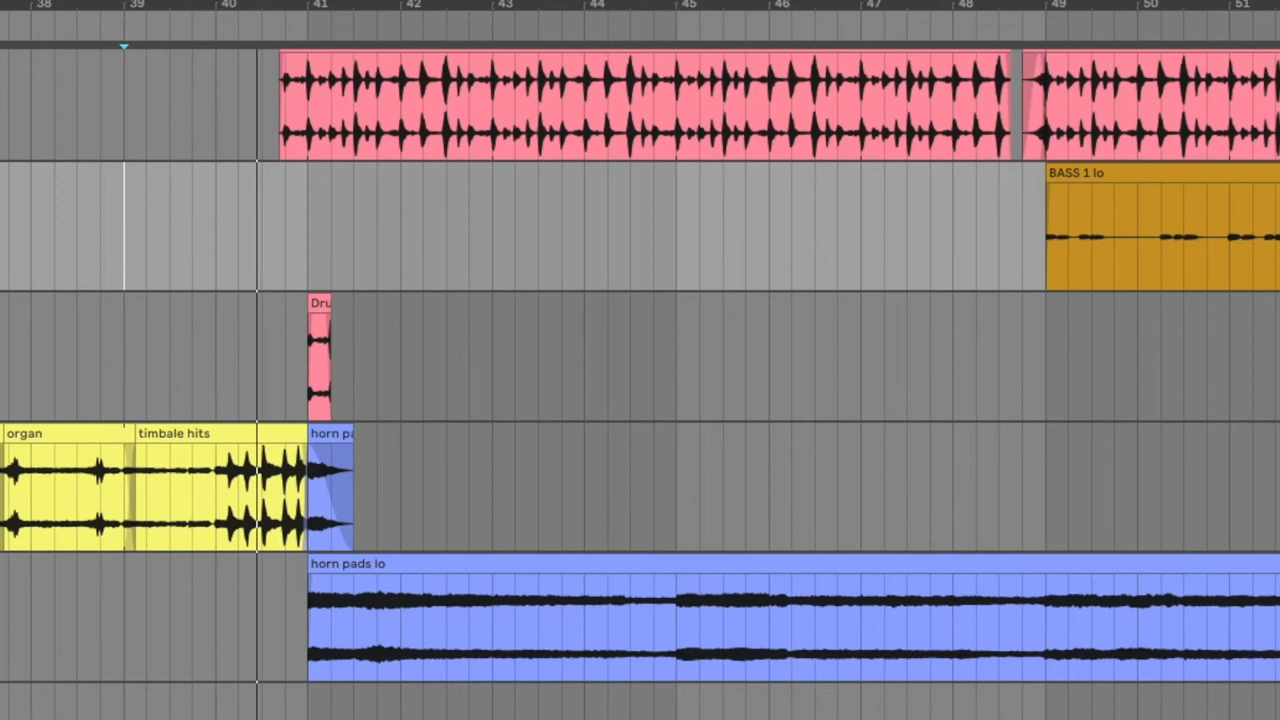 38 39 40 41 42 43 44 45 46 47 48 49 50 51
BASS 1 lo
Dru
organ
timbale hits
horn pa
horn pads lo